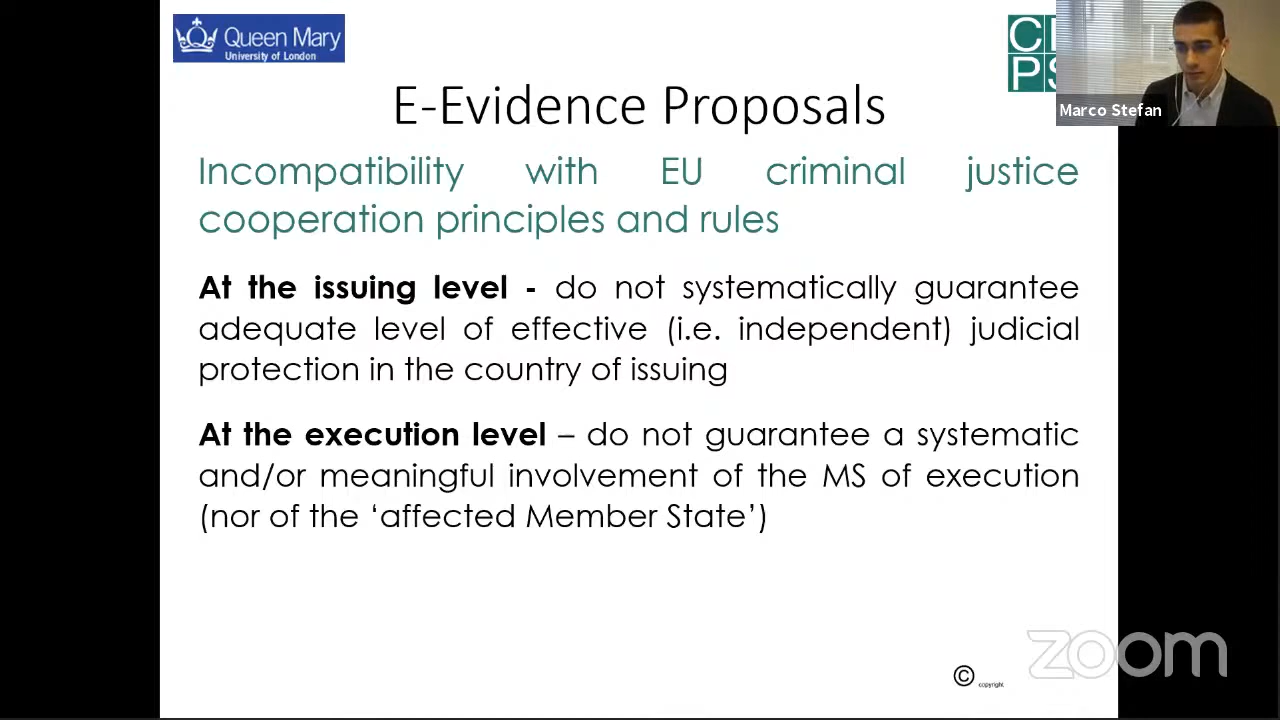 Queen Mary
University of London
Marco Stefan
E-Evidence Proposals
Incompatibility with EU criminal justice
cooperation principles and rules
At the issuing level - do not systematically guarantee
adequate level of effective (i.e. independent) judicial
protection in the country of issuing
At the execution level – do not guarantee a systematic
and/or meaningful involvement of the MS of execution
(nor of the ‘affected Member State’)
zoom
© copyright